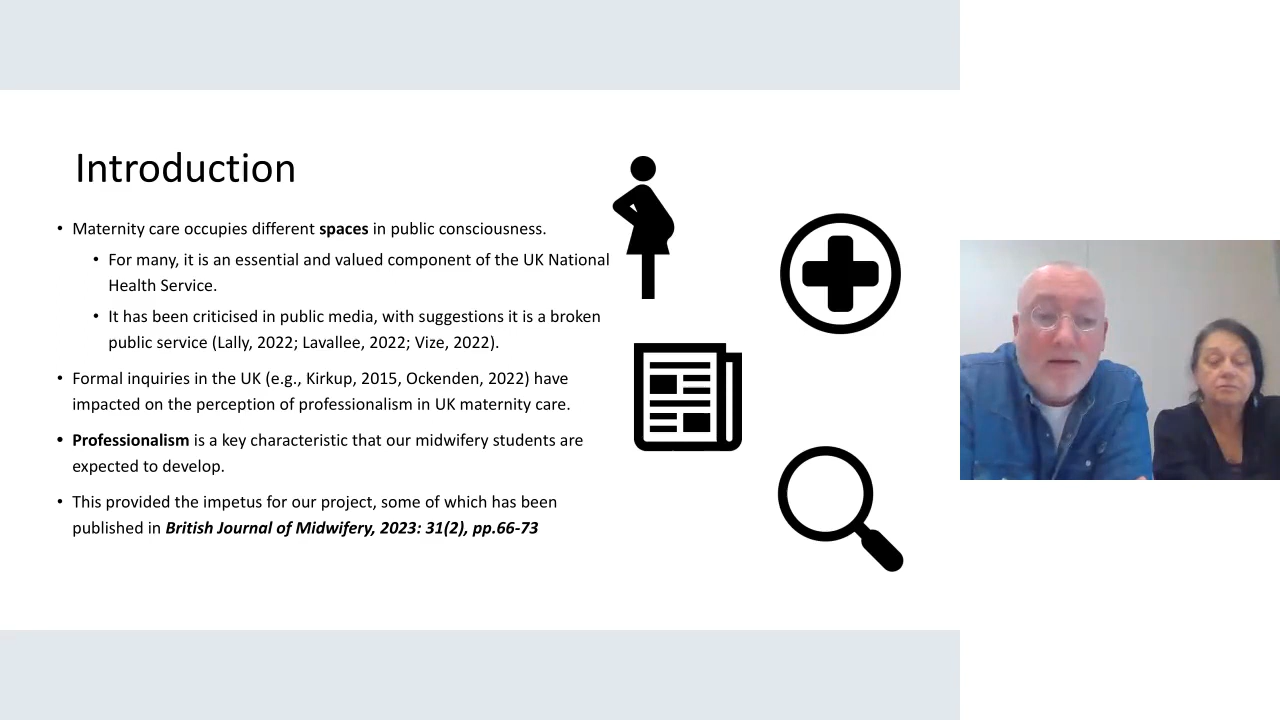 Introduction
• Maternity care occupies different spaces in public consciousness.
• For many, it is an essential and valued component of the UK National
Health Service.
• It has been criticised in public media, with suggestions it is a broken
public service (Lally, 2022; Lavallee, 2022; Vize, 2022).
• Formal inquiries in the UK (e.g., Kirkup, 2015, Ockenden, 2022) have
impacted on the perception of professionalism in UK maternity care.
• Professionalism is a key characteristic that our midwifery students are
expected to develop.
• This provided the impetus for our project, some of which has been
published in British Journal of Midwifery, 2023: 31(2), pp.66-73